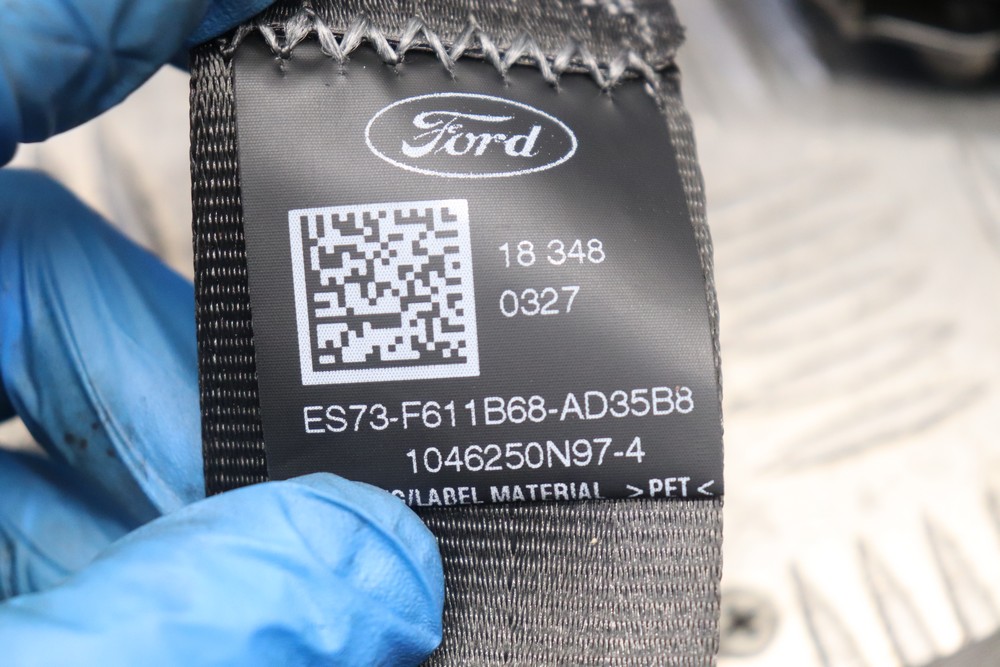 Ford
18 348
0327
ES73-F611B68-AD35B8
1046250N97-4
/LABEL MATERIAL >PET<